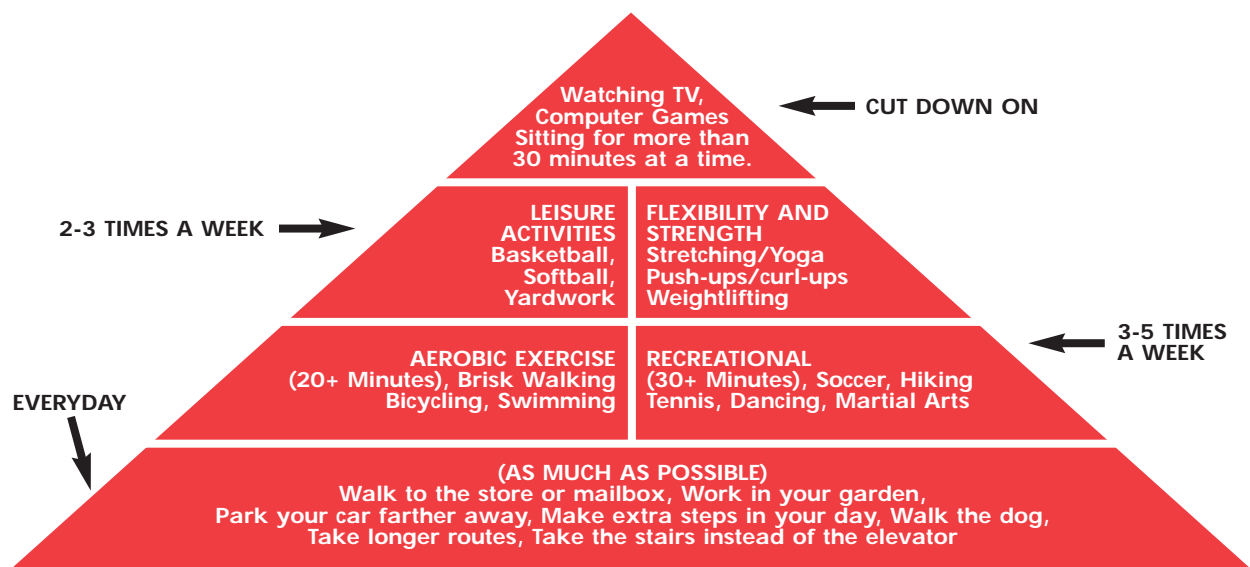 Watching TV,
Computer Games
Sitting for more than
30 minutes at a time.
CUT DOWN ON
2-3 TIMES A WEEK
LEISURE
ACTIVITIES
Basketball,
Softball,
Yardwork
FLEXIBILITY AND
STRENGTH
Stretching/Yoga
Push-ups/curl-ups
Weightlifting
3-5 TIMES
A WEEK
AEROBIC EXERCISE
(20+ Minutes), Brisk Walking
Bicycling, Swimming
RECREATIONAL
(30+ Minutes), Soccer, Hiking
Tennis, Dancing, Martial Arts
EVERYDAY
(AS MUCH AS POSSIBLE)
Walk to the store or mailbox, Work in your garden,
Park your car farther away, Make extra steps in your day, Walk the dog,
Take longer routes, Take the stairs instead of the elevator